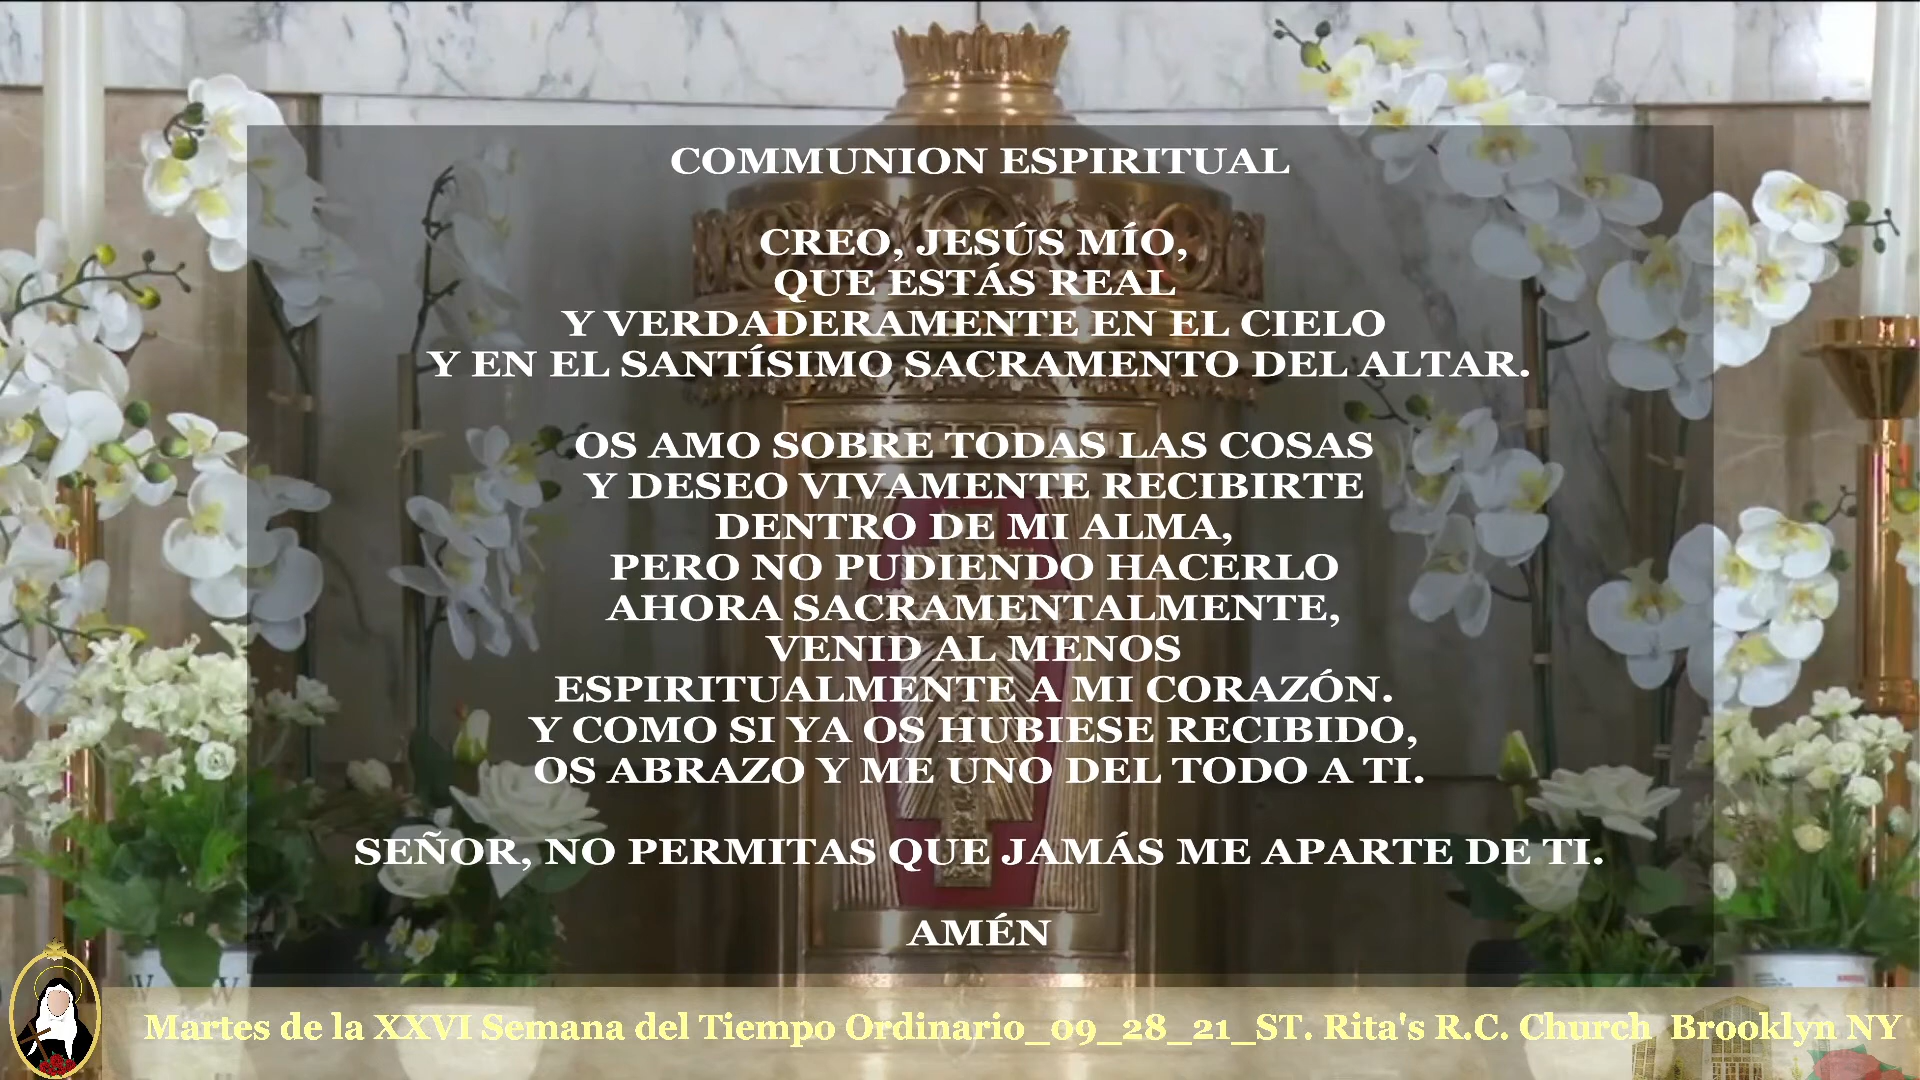 COMMUNION ESPIRITUAL
CREO, JESÚS MÍO,
QUE ESTÁS REAL
Y VERDADERAMENTE EN EL CIELO
Y EN EL SANTÍSIMO SACRAMENTO DEL ALTAR.
OS AMO SOBRE TODAS LAS COSAS
Y DESEO VIVAMENTE RECIBIRTE
DENTRO DE MI ALMA,
PERO NO PUDIENDO HACERLO
AHORA SACRAMENTALMENTE,
VENID AL MENOS
ESPIRITUALMENTE A MI CORAZÓN.
Y COMO SI YA OS HUBIESE RECIBIDO,
OS ABRAZO Y ME UNO DEL TODO A TI.
SEÑOR, NO PERMITAS QUE JAMÁS ME APARTE DE TI.
AMÉN
Martes de la XXVI Semana del Tiempo Ordinario_09_28_21_ST. Rita's R.C. Church Brooklyn NY